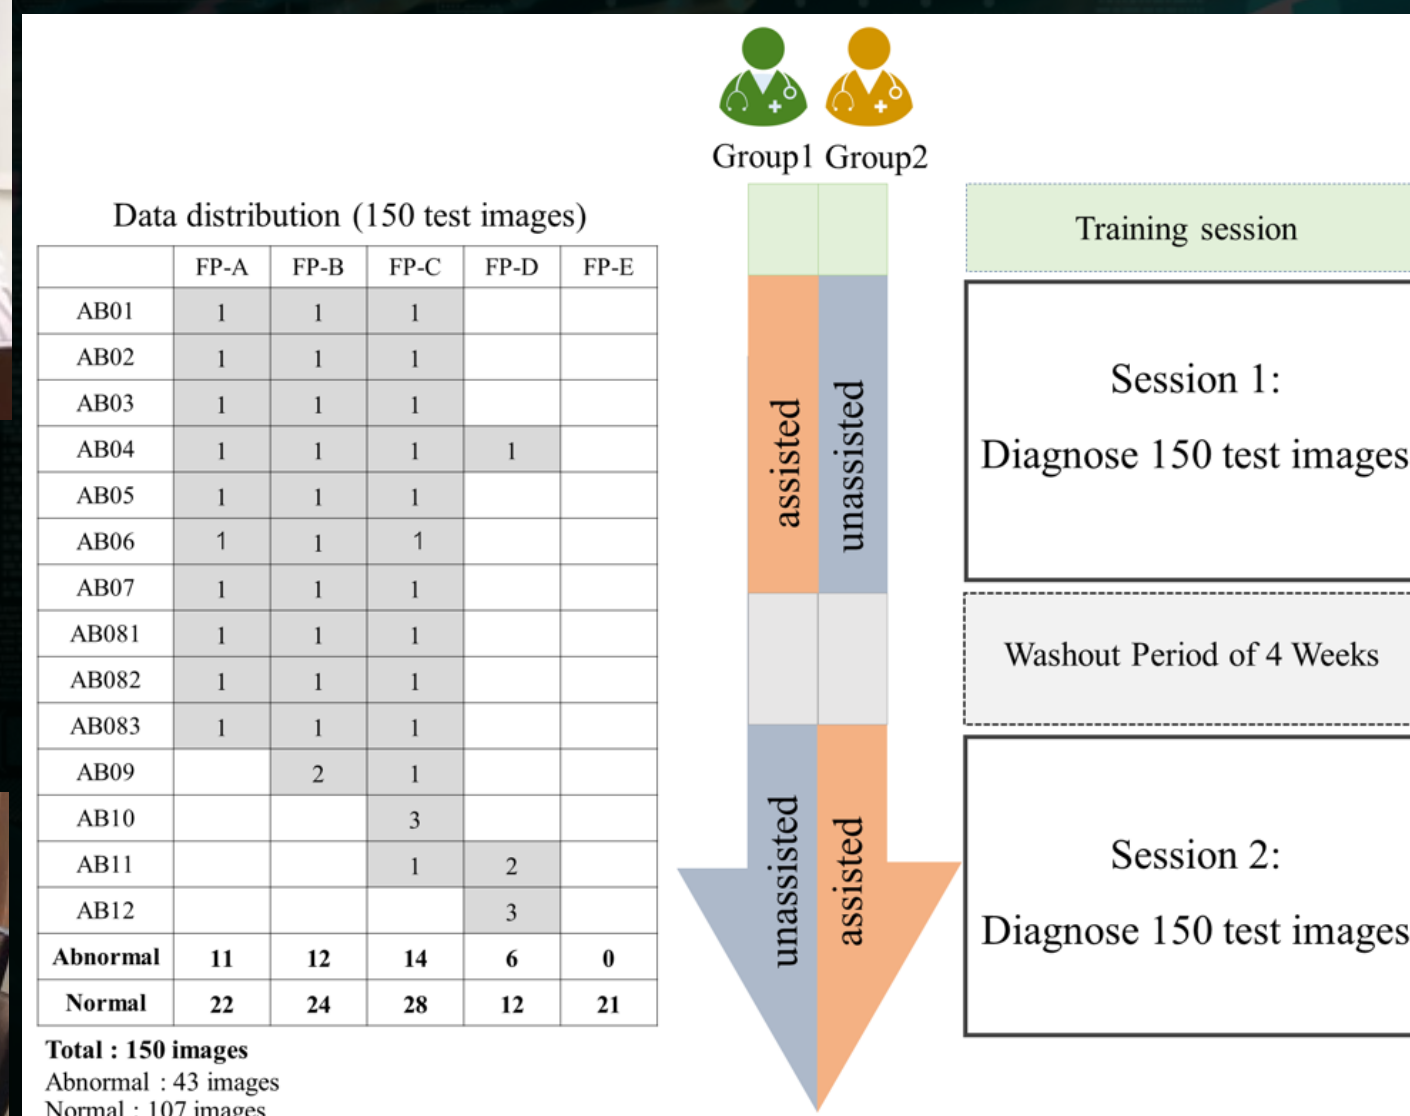 Group1 Group2
Data distribution (150 test images)
FP-A FP-B FP-C FP-D FP-E
AB01 1 1 1
AB02 1 1 1
AB03 1 1 1
AB04 1 1 1 1
AB05 1 1 1
AB06 1 1 1
AB07 1 1 1
AB081 1 1 1
AB082 1 1 1
AB083 1 1 1
AB09 2 1
AB10 3
AB11 1 2
AB12 3
Abnormal 11 12 14 6 0
Normal 22 24 28 12 21
Total : 150 images
Abnormal : 43 images
Normal : 107 images
assisted
unassisted
unassisted
assisted
Training session
Session 1:
Diagnose 150 test images
Washout Period of 4 Weeks
Session 2:
Diagnose 150 test images